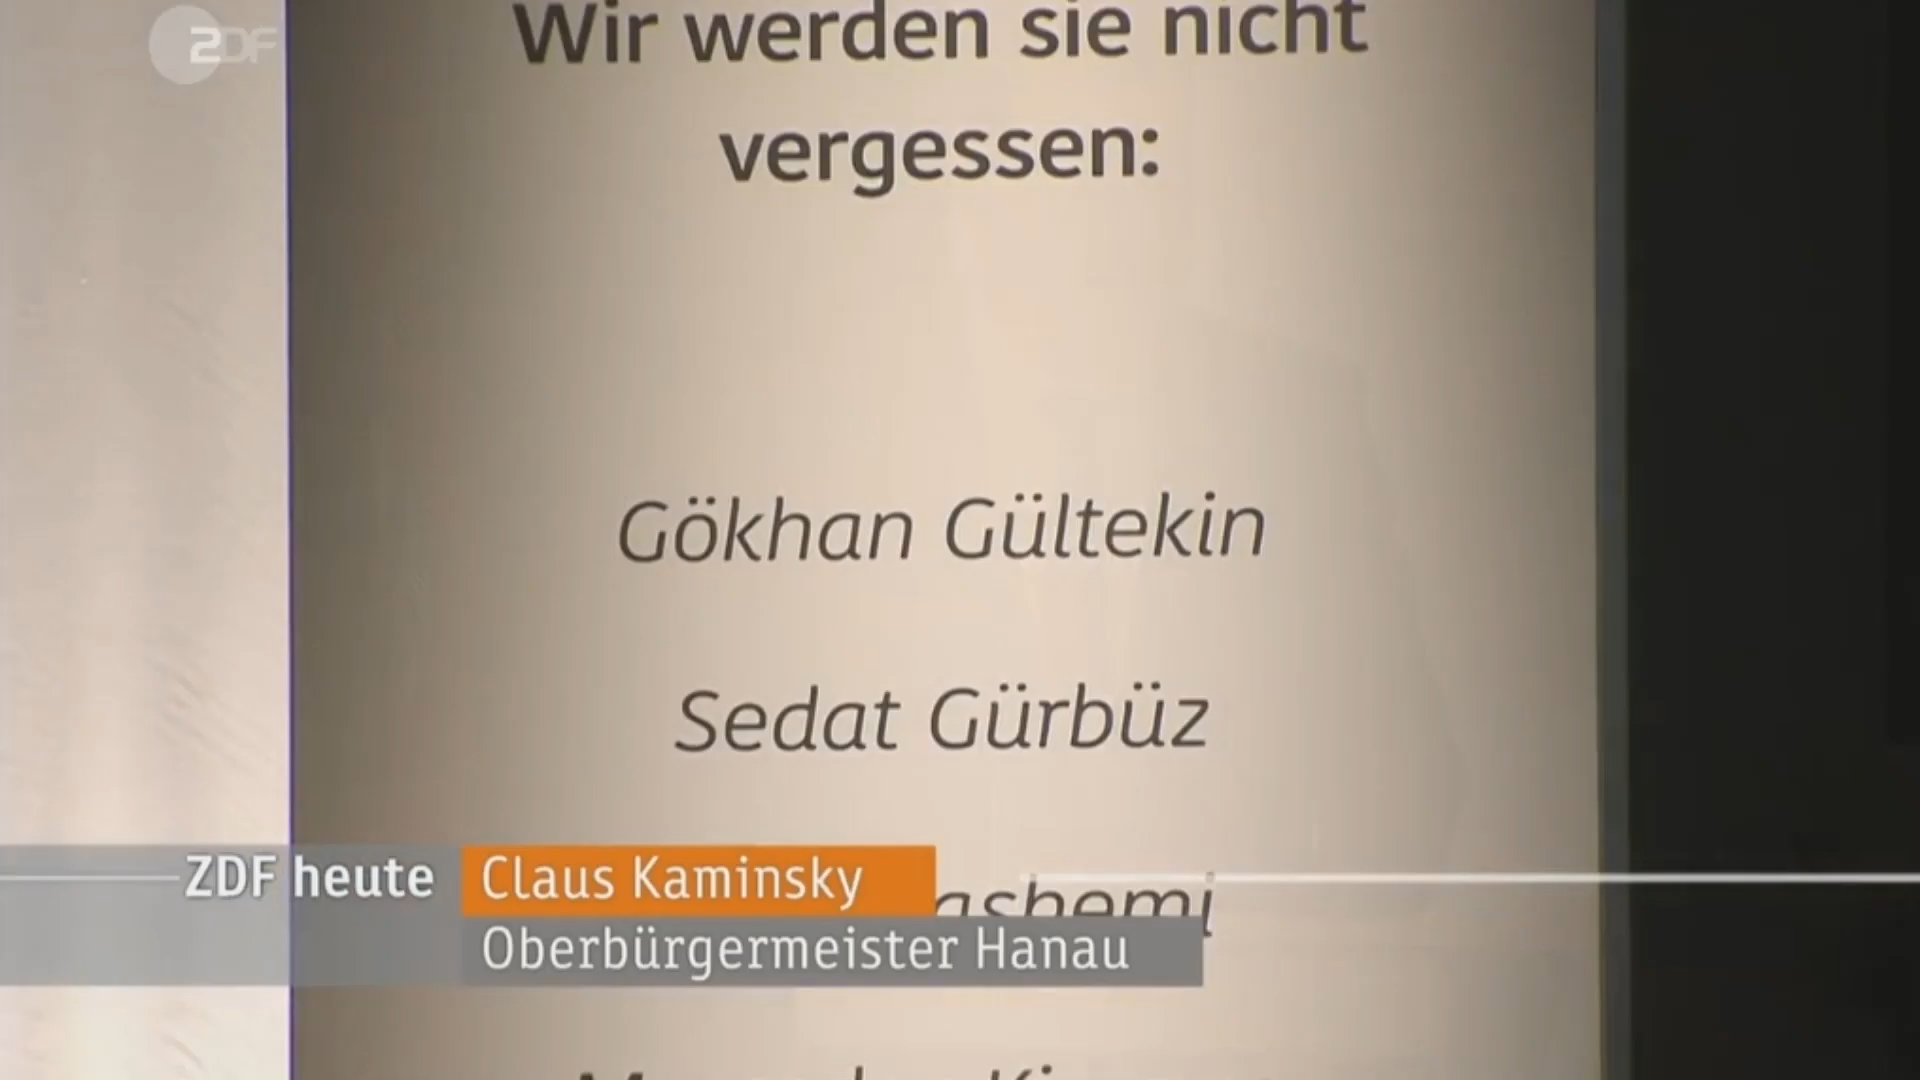 ZDF
Wir werden sie nicht
vergessen:
Gökhan Gültekin
Sedat Gürbüz
ZDF heute
Claus Kaminsky
Oberbürgermeister Hanau